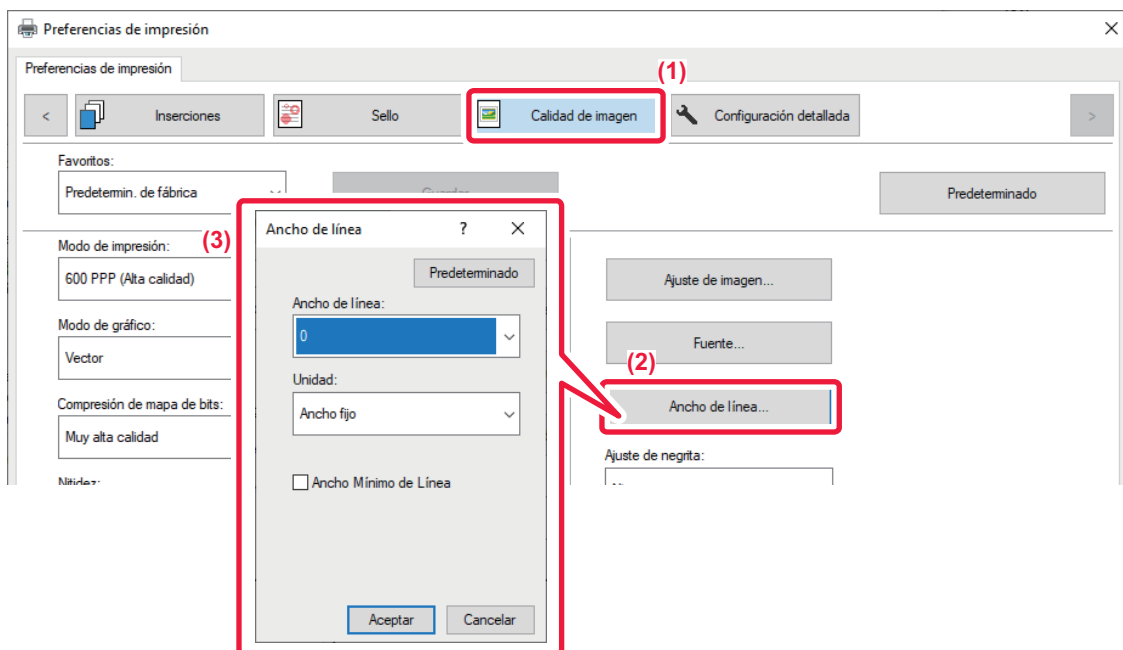 Preferencias de impresión
Preferencias de impresión
(1)
<
Inserciones
Sello
Calidad de imagen
Configuración detallada
>
Favoritos:
Predetermin. de fábrica
Predeterminado
Modo de impresión:
600 PPP (Alta calidad)
Modo de gráfico:
Vector
Compresión de mapa de bits:
Muy alta calidad
Nitidez:
(3)
Ancho de línea
?
Predeterminado
Ancho de línea:
0
Unidad:
Ancho fijo
Ancho Mínimo de Línea
Aceptar
Cancelar
Ajuste de imagen...
Fuente...
(2)
Ancho de línea...
Ajuste de negrita: